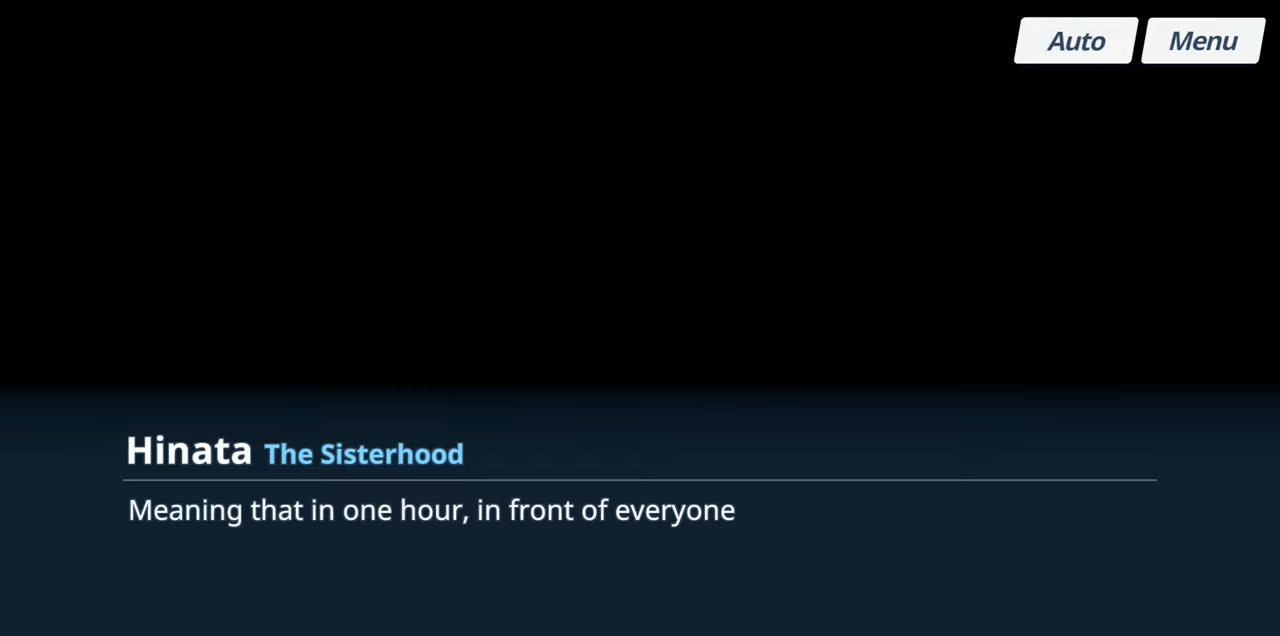 Auto Menu
Hinata The Sisterhood
Meaning that in one hour, in front of everyone